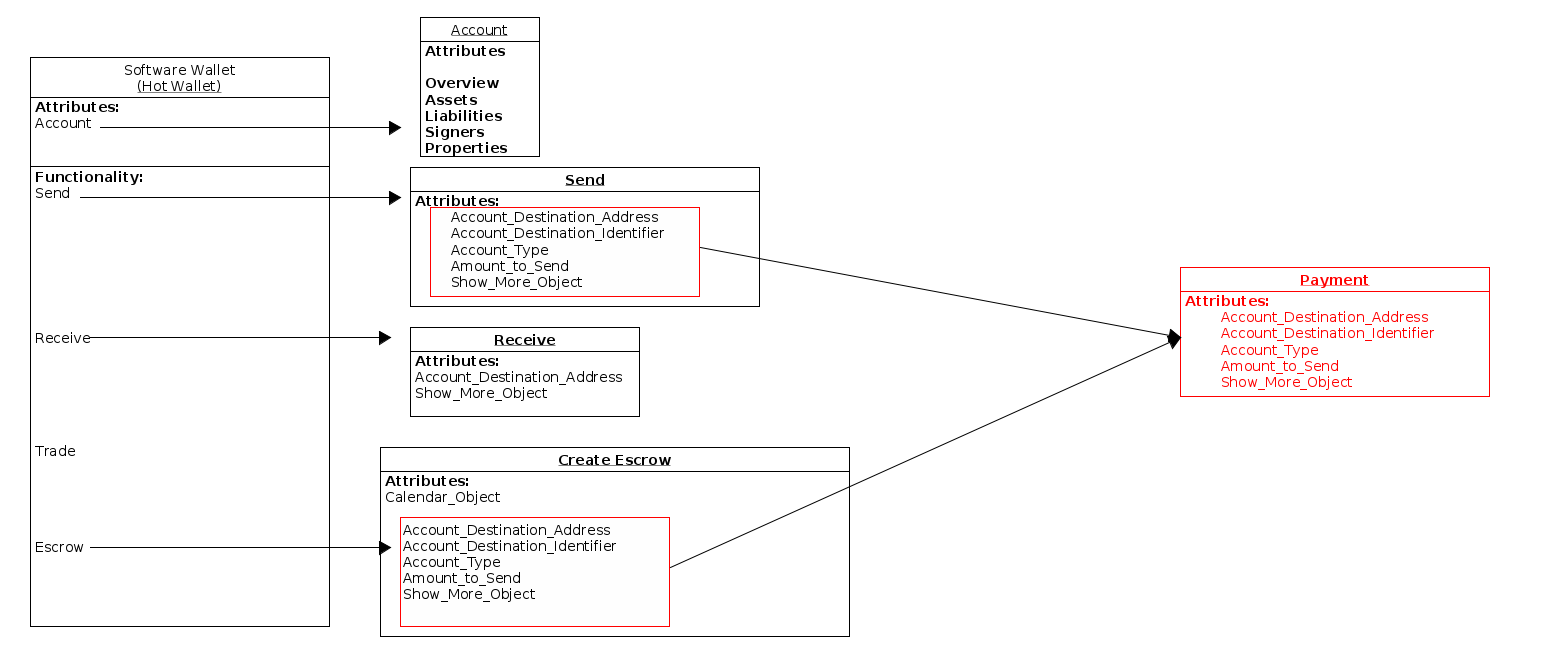 Software Wallet
(Hot Wallet)
Attributes:
Account
Functionality:
Send
Receive
Trade
Escrow
Account
Attributes
Overview
Assets
Liabilities
Signers
Properties
Send
Attributes:
Account_Destination_Address
Account_Destination_Identifier
Account_Type
Amount_to_Send
Show_More_Object
Receive
Attributes:
Account_Destination_Address
Show_More_Object
Create Escrow
Attributes:
Calendar_Object
Account_Destination_Address
Account_Destination_Identifier
Account_Type
Amount_to_Send
Show_More_Object
Payment
Attributes:
Account_Destination_Address
Account_Destination_Identifier
Account_Type
Amount_to_Send
Show_More_Object